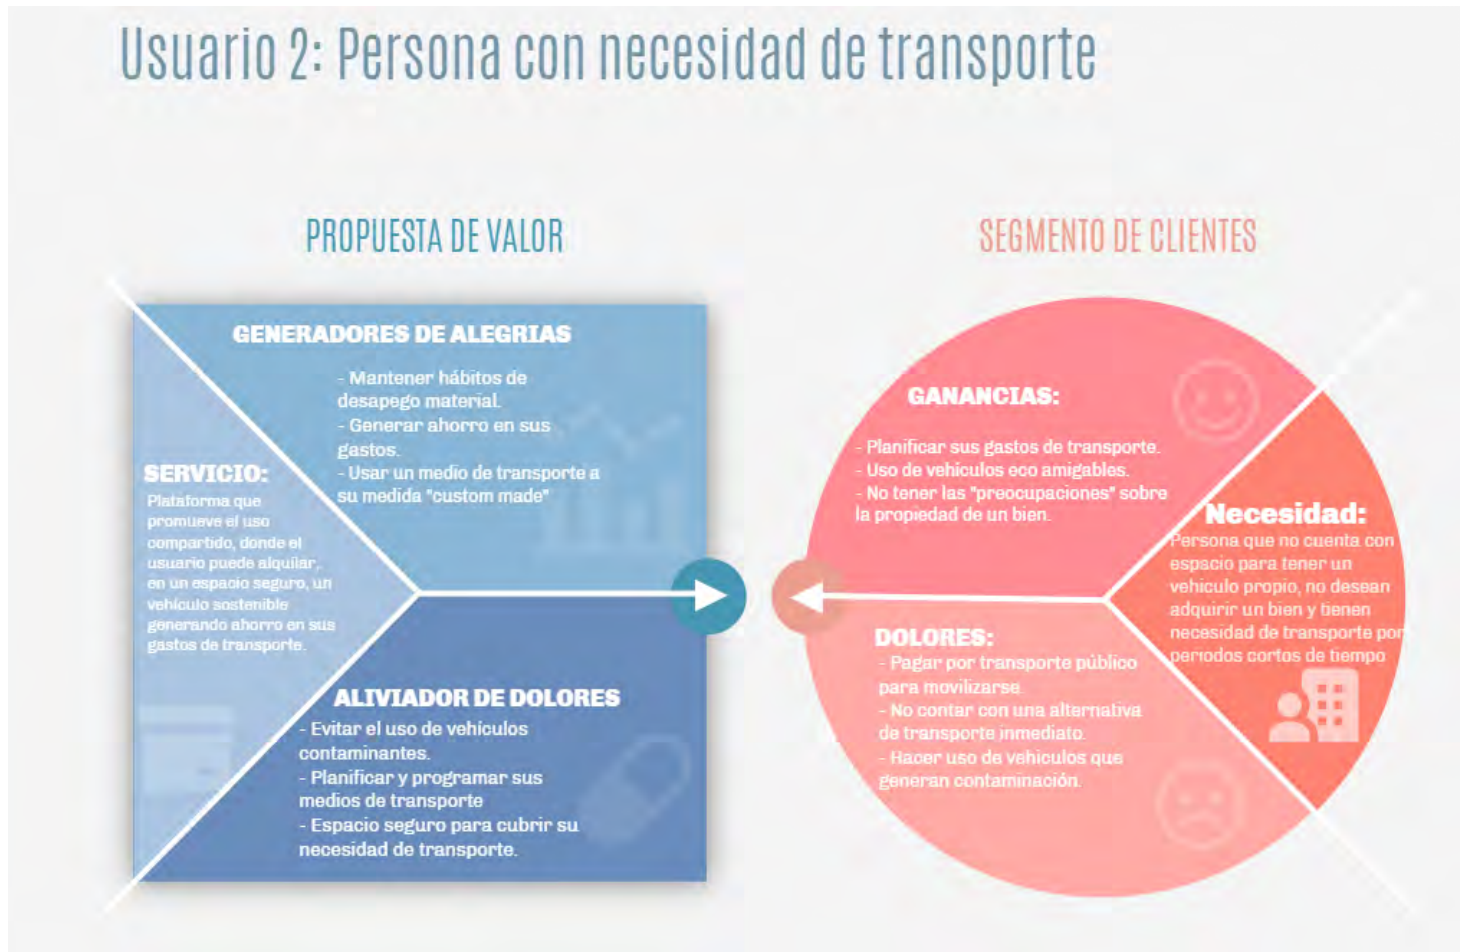 Usuario 2: Persona con necesidad de transporte
PROPUESTA DE VALOR
GENERADORES DE ALEGRIAS
- Mantener hábitos de
desapego material.
- Generar ahorro en sus
gastos.
- Usar un medio de transporte a
su medida "custom made"
SERVICIO:
Plataforma que
promueve el uso
compartido, donde el
usuario puede alquilar,
en un espacio seguro, un
vehículo sostenible
generando ahorro en sus
gastos de transporte.
ALIVIADOR DE DOLORES
- Evitar el uso de vehículos
contaminantes.
- Planificar y programar sus
medios de transporte
- Espacio seguro para cubrir su
necesidad de transporte.
SEGMENTO DE CLIENTES
GANANCIAS:
- Planificar sus gastos de transporte.
- Uso de vehículos eco amigables.
- No tener las "preocupaciones" sobre
la propiedad de un bien.
Necesidad:
Persona que no cuenta con
espacio para tener un
vehiculo propio, no desean
adquirir un bien y tienen
necesidad de transporte por
periodos cortos de tiempo
DOLORES:
- Pagar por transporte público
para movilizarse.
- No contar con una alternativa
de transporte inmediato.
- Hacer uso de vehículos que
generan contaminación.